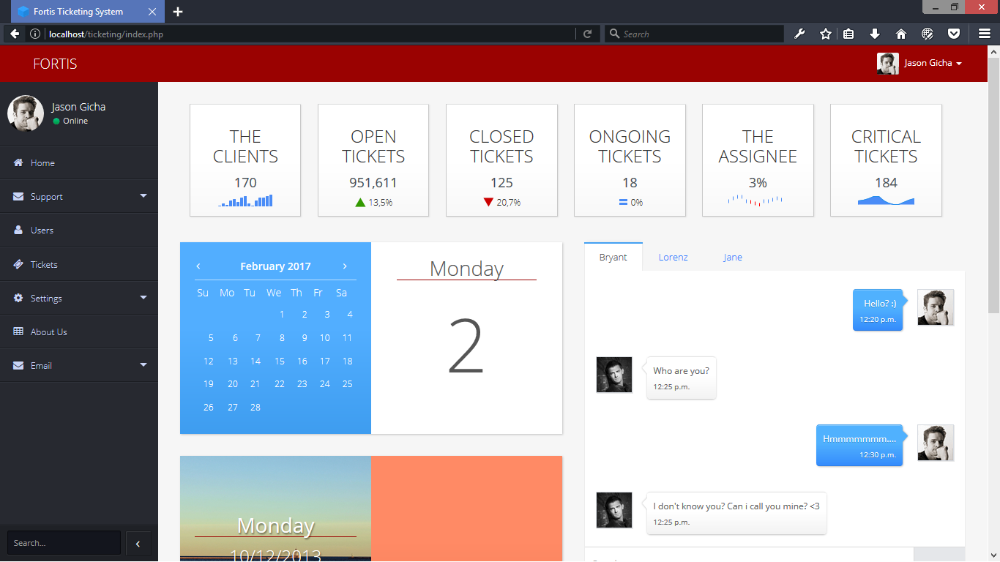 Fortis Ticketing System
localhost/ticketing/index.php
Search
FORTIS
Jason Gicha
Jason Gicha
Online
Home
Support
Users
Tickets
Settings
About Us
Email
Search...
THE
CLIENTS
170
OPEN
TICKETS
951,611
13,5%
CLOSED
TICKETS
125
20,7%
ONGOING
TICKETS
18
0%
THE
ASSIGNEE
3%
CRITICAL
TICKETS
184
February 2017
Su Mo Tu We Th Fr Sa
1 2 3 4
5 6 7 8 9 10 11
12 13 14 15 16 17 18
19 20 21 22 23 24 25
26 27 28
Monday
2
Monday
10/12/2013
Bryant Lorenz Jane
Hello? :)
12:20 p.m.
Who are you?
12:25 p.m.
Hmmmmmmm....
12:30 p.m.
I don't know you? Can i call you mine? <3
12:25 p.m.